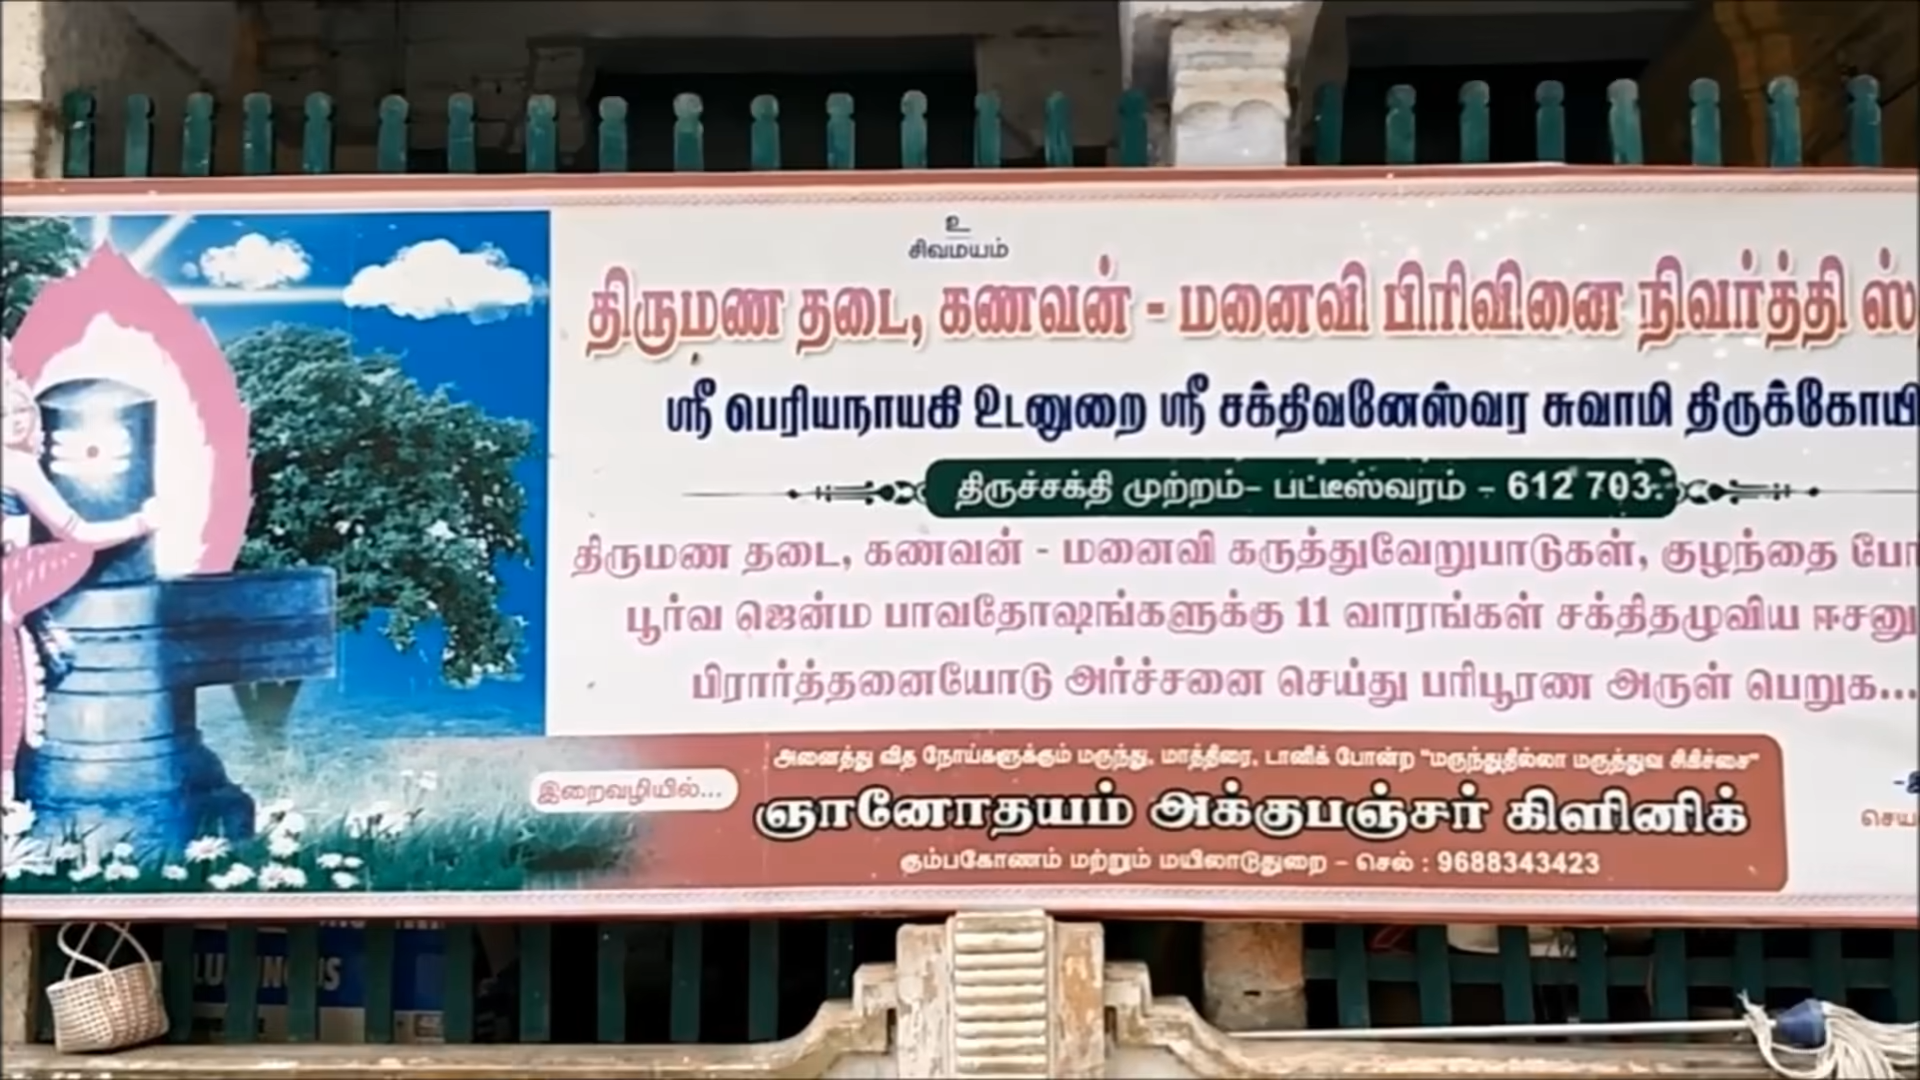 உ
சிவமயம்
திருமண தடை, கணவன் - மனைவி பிரிவினை நிவர்த்தி
ஸ்ரீ பெரியநாயகி உடனுறை ஸ்ரீ சக்திவனேஸ்வர சுவாமி
திருச்சக்தி முற்றம்– பட்டீஸ்வரம் - 612 703.
திருமண தடை, கணவன் - மனைவி கருத்துவேறுபாடுகள், குழந்தை
பூர்வ ஜென்ம பாவதோஷங்களுக்கு 11 வாரங்கள் சக்திதழுவிய
பிரார்த்தனையோடு அர்ச்சனை செய்து பரிபூரண அருள் பெறுக...
அனைத்து வித நோய்களுக்கும் மருந்து, மாத்திரை, டானிக் போன்ற "மருந்துதில்லா மருத்துவ சிகிச்சை"
இறைவழியில்...
ஞானோதயம் அக்குபஞ்சர் கிளினிக்
கும்பகோணம் மற்றும் மயிலாடுதுறை – செல் : 9688343423